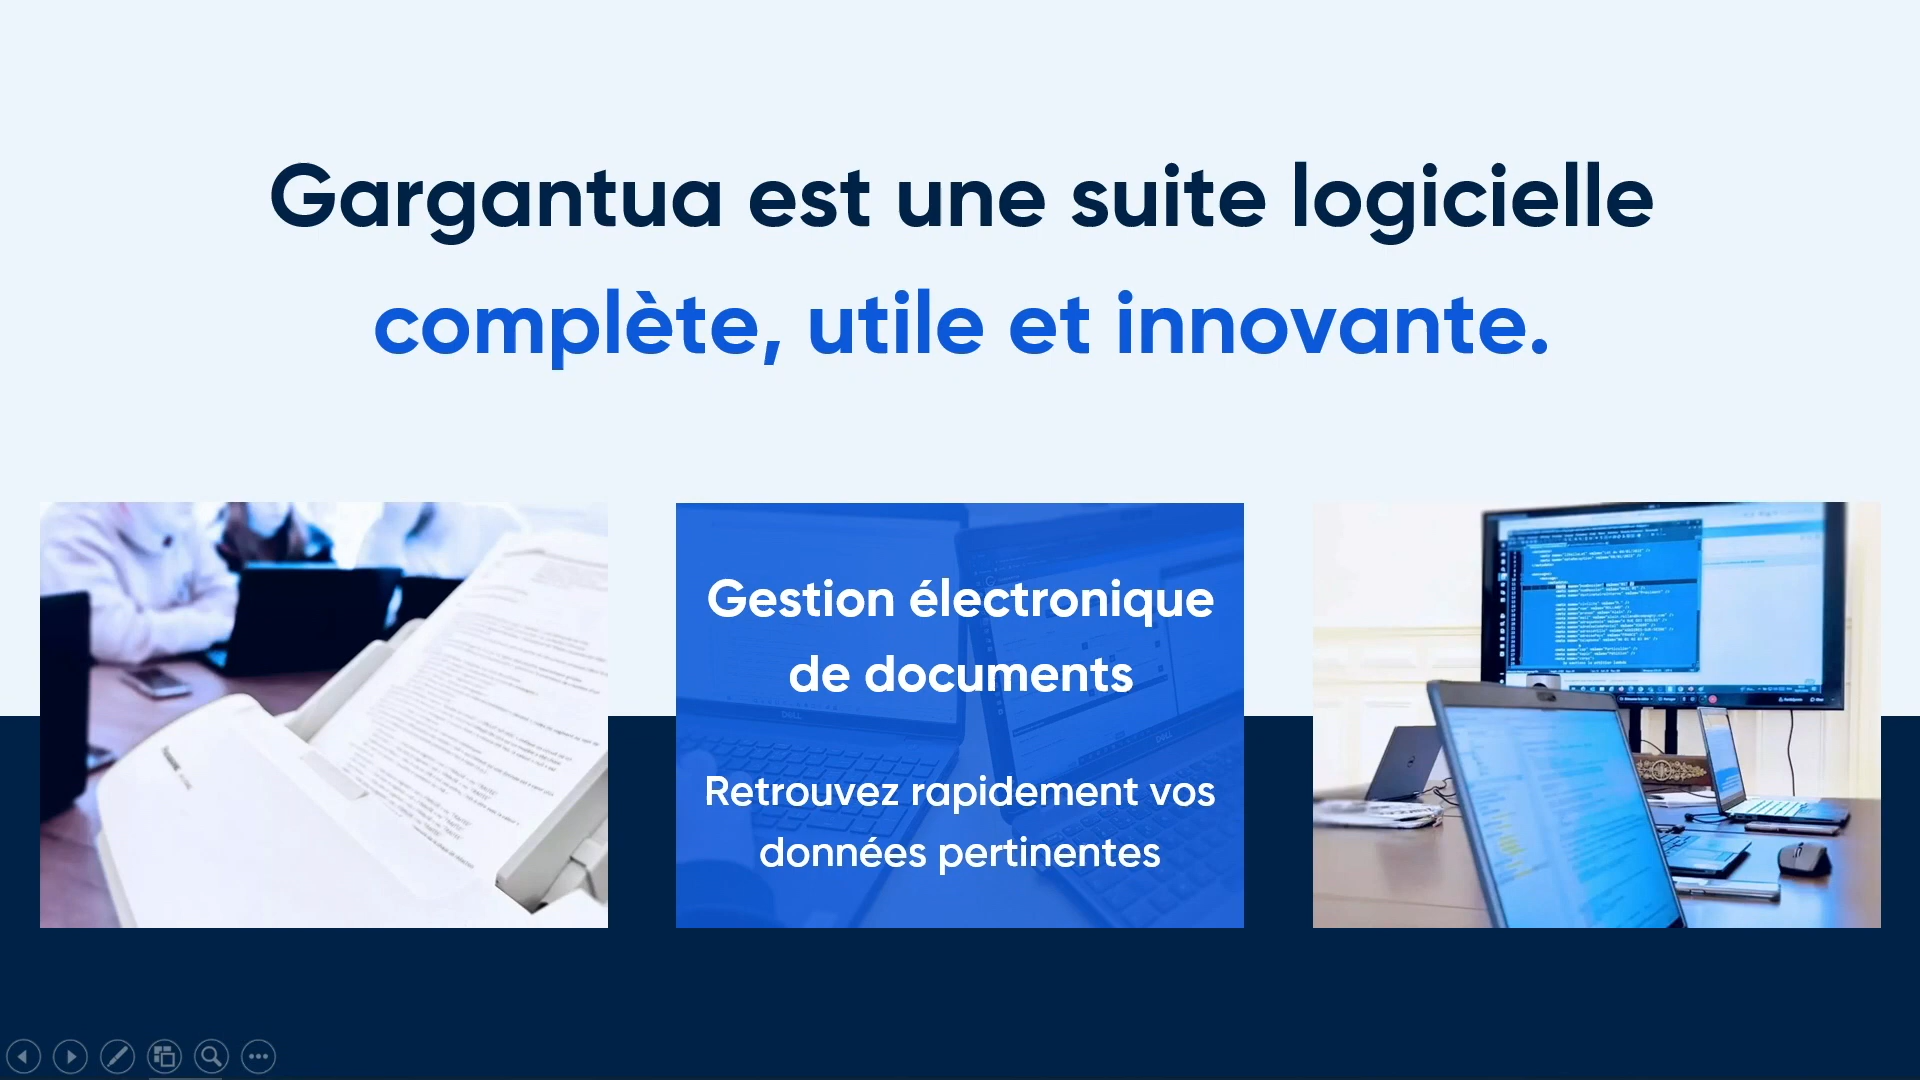 Gargantua est une suite logicielle
complète, utile et innovante.
Gestion électronique
de documents
Retrouvez rapidement vos
données pertinentes